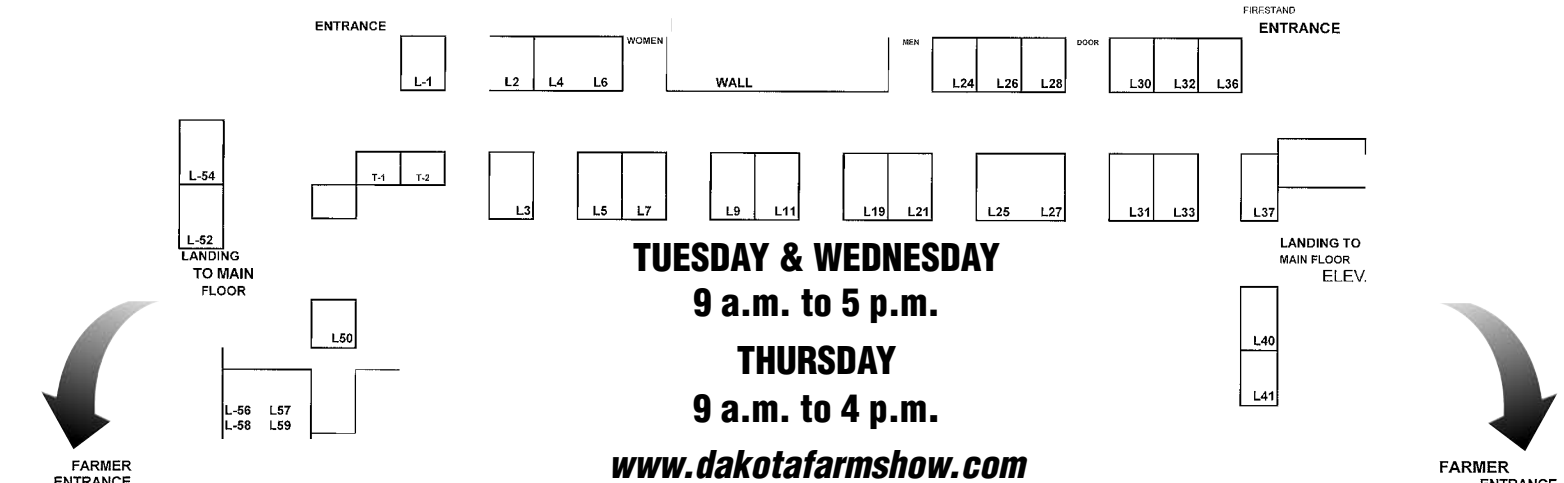 FIRESTAND
ENTRANCE
ENTRANCE
WOMEN
MEN
DOOR
L-1
L2
L4
L6
WALL
L24
L26
L28
L30
L32
L36
L-54
T-1
T-2
L3
L5
L7
L9
L11
L19
L21
L25
L27
L31
L33
L37
L-52
LANDING
TO MAIN
FLOOR
TUESDAY & WEDNESDAY
9 a.m. to 5 p.m.
THURSDAY
9 a.m. to 4 p.m.
www.dakotafarmshow.com
LANDING TO
MAIN FLOOR
ELEV.
L50
L40
L41
L-56 L57
L-58 L59
FARMER
ENTRANCE
FARMER
ENTRANCE